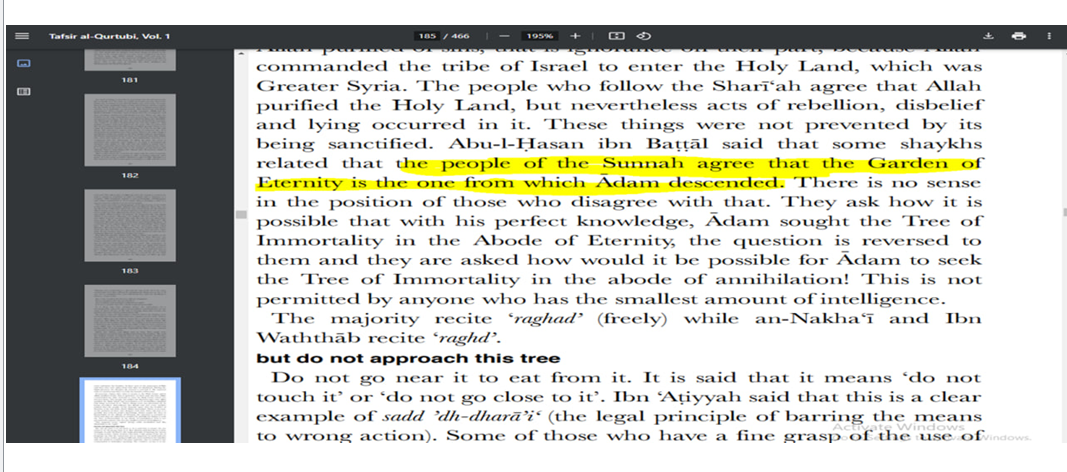 Tafsir al-Qurtubi, Vol. 1
185 / 466
195%
181
182
183
184
Allah purified of sins, that is ignorance on their part, because Allah
commanded the tribe of Israel to enter the Holy Land, which was
Greater Syria. The people who follow the Sharī‘ah agree that Allah
purified the Holy Land, but nevertheless acts of rebellion, disbelief
and lying occurred in it. These things were not prevented by its
being sanctified. Abu-l-Ḥasan ibn Baṭṭāl said that some shaykhs
related that the people of the Sunnah agree that the Garden of
Eternity is the one from which Ādam descended. There is no sense
in the position of those who disagree with that. They ask how it is
possible that with his perfect knowledge, Ādam sought the Tree of
Immortality in the Abode of Eternity, the question is reversed to
them and they are asked how would it be possible for Ādam to seek
the Tree of Immortality in the abode of annihilation! This is not
permitted by anyone who has the smallest amount of intelligence.
The majority recite ‘raghad’ (freely) while an-Nakha‘ī and Ibn
Waththāb recite ‘raghd’.
but do not approach this tree
Do not go near it to eat from it. It is said that it means ‘do not
touch it’ or ‘do not go close to it’. Ibn ‘Aṭiyyah said that this is a clear
example of sadd ’dh-dharā’i‘ (the legal principle of barring the means
to wrong action). Some of those who have a fine grasp of the use of
Activate Windows
Windows.